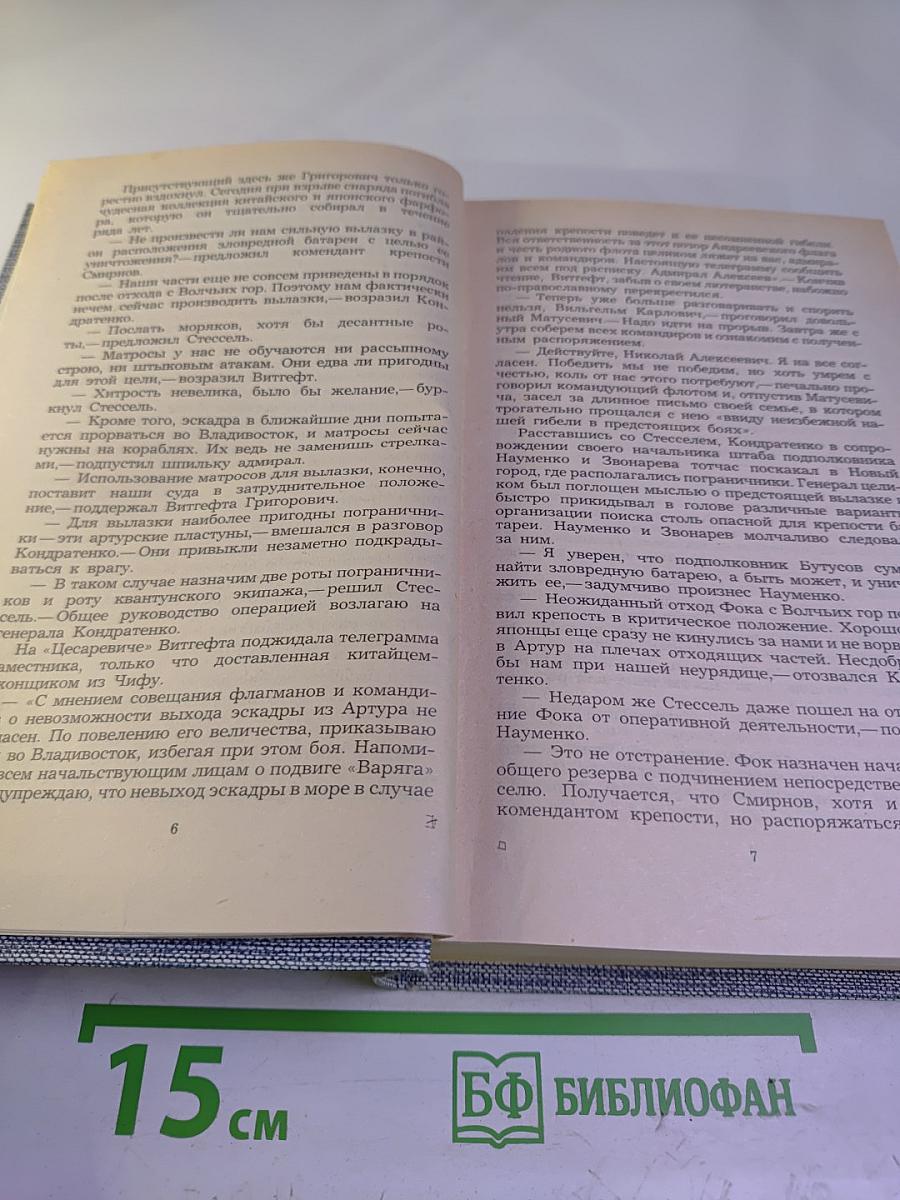 Присутствующий здесь же Григорович только го-
рестно вздохнул. Сегодня при взрыве снаряда погибла
чудесная коллекция китайского и японского фарфо-
ра, которую он тщательно собирал в течение
ряда лет.
— Не произвести ли нам сильную вылазку в рай-
он расположения зловредной батареи с целью ее
уничтожения?— предложил комендант крепости
Смирнов.
— Наши части еще не совсем приведены в порядок
после отхода с Волчьих гор. Поэтому нам фактически
нечем сейчас производить вылазки,— возразил Кон-
дратенко.
— Послать моряков, хотя бы десантные ро-
ты,— предложил Стессель.
— Матросы у нас не обучаются ни рассыпному
строю, ни штыковым атакам. Они едва ли пригодны
для этой цели,— возразил Витгефт.
— Хитрость невелика, было бы желание,— бур-
кнул Стессель.
— Кроме того, эскадра в ближайшие дни попыта-
ется прорваться во Владивосток, и матросы сейчас
нужны на кораблях. Их ведь не заменишь стрелка-
ми,— подпустил шпильку адмирал.
— Использование матросов для вылазки, конечно,
поставит наши суда в затруднительное положе-
ние,— поддержал Витгефта Григорович.
— Для вылазки наиболее пригодны погранични-
ки — эти артурские пластуны,— вмешался в разговор
Кондратенко.— Они привыкли незаметно подкрады-
ваться к врагу.
— В таком случае назначим две роты погранични-
ков и роту квантунского экипажа,— решил Стес-
сель.— Общее руководство операцией возлагаю на
генерала Кондратенко.
На «Цесаревиче» Витгефта поджидала телеграмма
аместника, только что доставленная китайцем-
онщиком из Чифу.
— «С мнением совещания флагманов и команди-
о невозможности выхода эскадры из Артура не
асен. По повелению его величества, приказываю
во Владивосток, избегая при этом боя. Напоми-
всем начальствующим лицам о подвиге «Варяга»
дупреждаю, что невыход эскадры в море в случае
6
падения крепости поведет к ее несомненной гибели.
Вся ответственность за этот позор Андреевского флага
и честь родного флота целиком ляжет на вас, адмира-
лов и командиров. Настоящую телеграмму сообщить
им всем под расписку. Адмирал Алексеев».— Кончив
чтение, Витгефт, забыв о своем лютеранстве, набожно
по-православному перекрестился.
— Теперь уже больше разговаривать и спорить
нельзя, Вильгельм Карлович,— проговорил доволь-
ный Матусевич.— Надо идти на прорыв. Завтра же с
утра соберем всех командиров и ознакомим с получен-
ным распоряжением.
— Действуйте, Николай Алексеевич. Я на все сог-
ласен. Победить мы не победим, но хоть умрем с
честью, коль от нас этого потребуют,— печально про-
говорил командующий флотом и, отпустив Матусеви-
ча, засел за длинное письмо своей семье, в котором
трогательно прощался с нею «ввиду неизбежной на-
шей гибели в предстоящих боях».
Расставшись со Стесселем, Кондратенко в сопро-
вождении своего начальника штаба подполковника
Науменко и Звонарева тотчас поскакал в Новый
город, где располагались пограничники. Генерал цели-
ком был поглощен мыслью о предстоящей вылазке и
быстро прикидывал в голове различные вариант
организации поиска столь опасной для крепости ба
тареи. Науменко и Звонарев молчаливо следова
за ним.
— Я уверен, что подполковник Бутусов сум
найти зловредную батарею, а быть может, и унич
жить ее,— задумчиво произнес Науменко.
— Неожиданный отход Фока с Волчьих гор по
вил крепость в критическое положение. Хорошо
японцы еще сразу не кинулись за нами и не ворв
в Артур на плечах отходящих частей. Несдобр
бы нам при нашей неурядице,— отозвался К
тенко.
— Недаром же Стессель даже пошел на от
ние Фока от оперативной деятельности,— по
Науменко.
— Это не отстранение. Фок назначен нача
общего резерва с подчинением непосредстве
селю. Получается, что Смирнов, хотя и
комендантом крепости, но распоряжаться
7
15 см
БФ БИБЛИОФАН